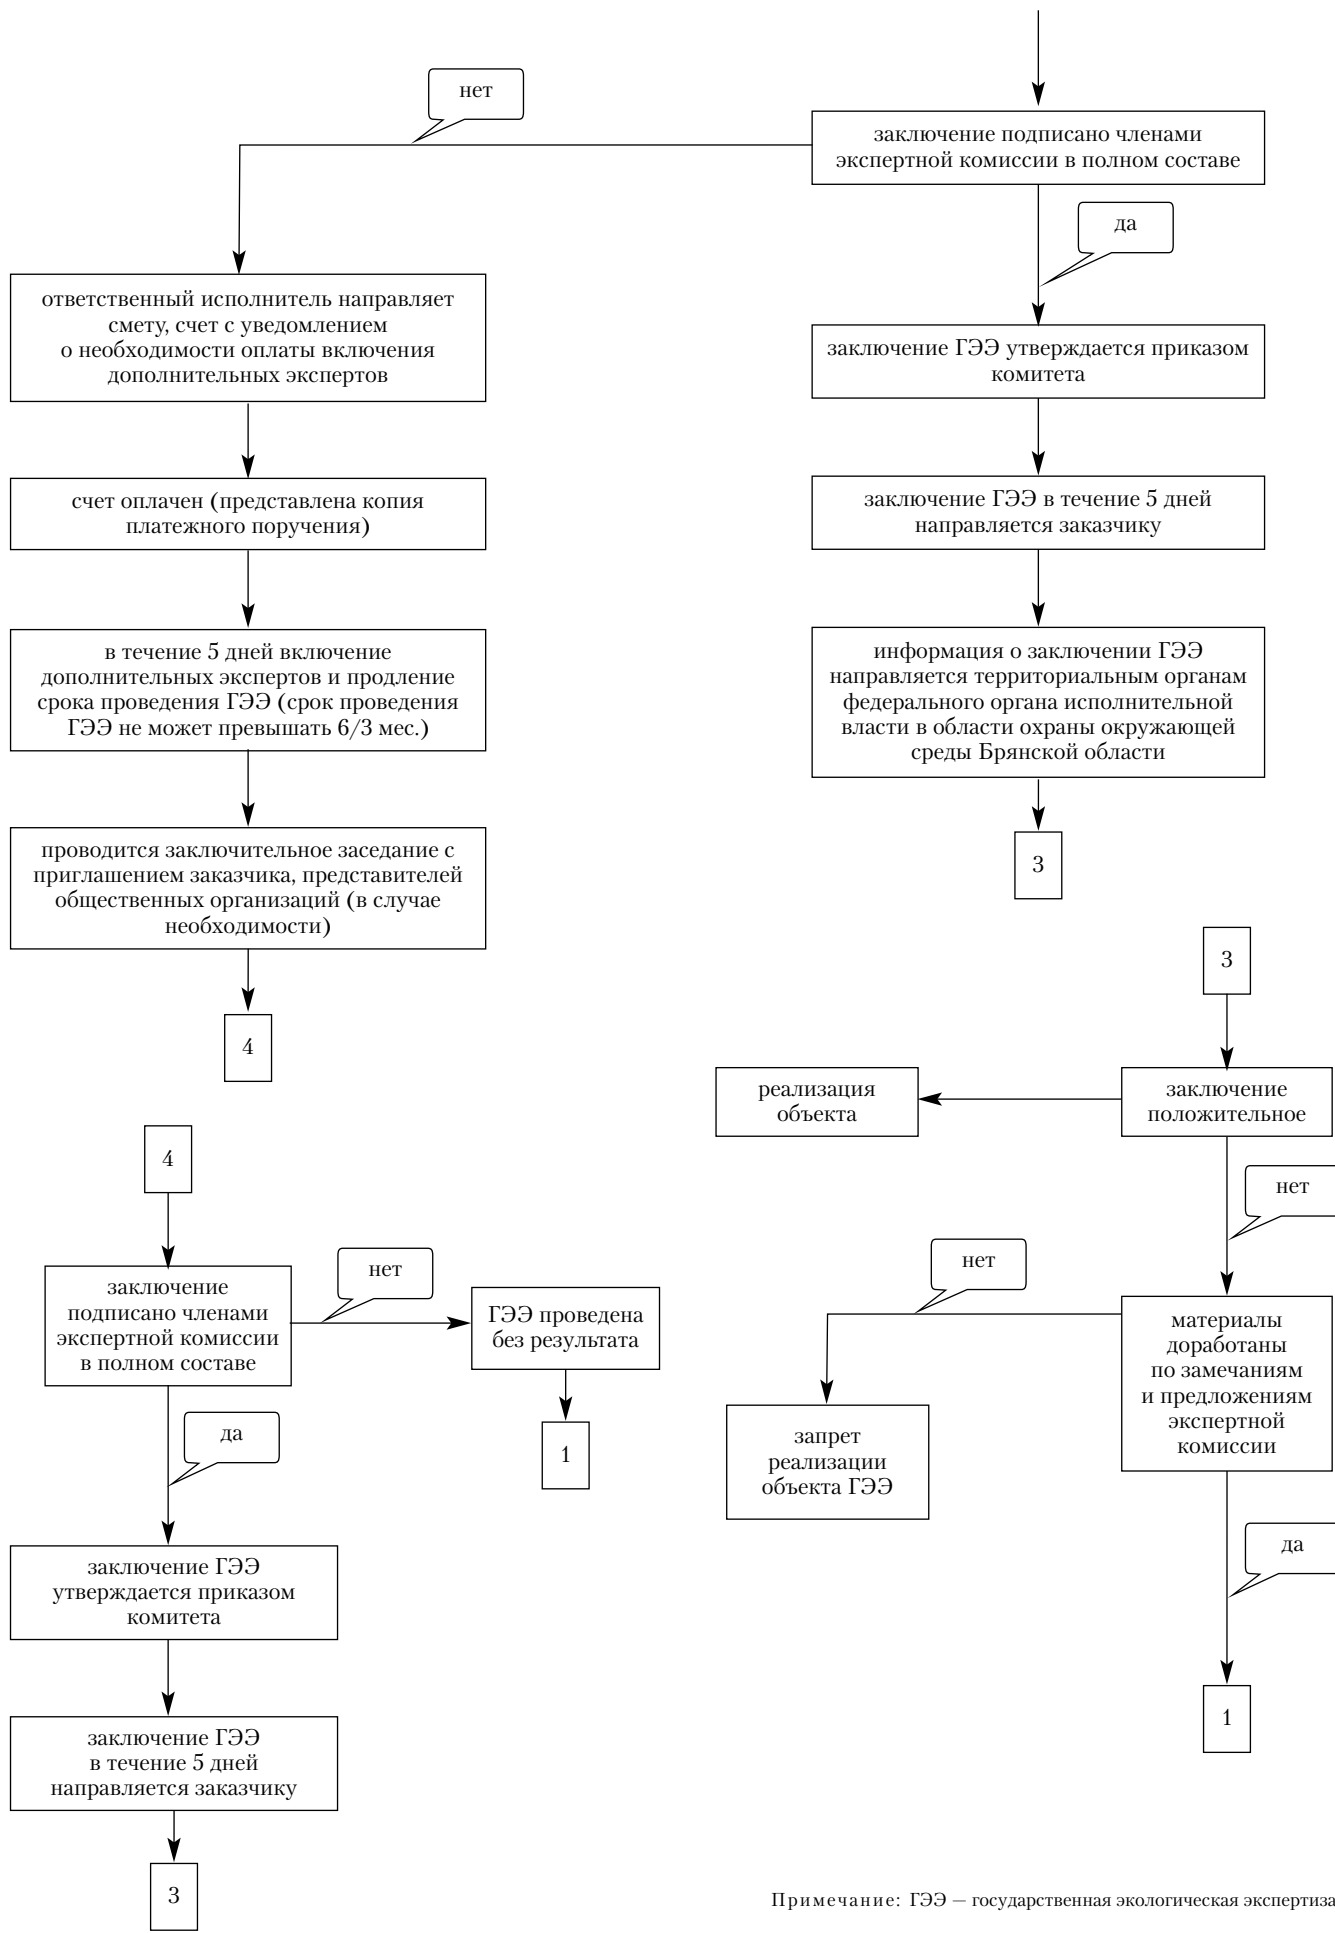 нет
заключение подписано членами
экспертной комиссии в полном составе
да
ответственный исполнитель направляет
смету, счет с уведомлением
о необходимости оплаты включения
дополнительных экспертов
заключение ГЭЭ утверждается приказом
комитета
счет оплачен (представлена копия
платежного поручения)
заключение ГЭЭ в течение 5 дней
направляется заказчику
в течение 5 дней включение
дополнительных экспертов и продление
срока проведения ГЭЭ (срок проведения
ГЭЭ не может превышать 6/3 мес.)
информация о заключении ГЭЭ
направляется территориальным органам
федерального органа исполнительной
власти в области охраны окружающей
среды Брянской области
проводится заключительное заседание с
приглашением заказчика, представителей
общественных организаций (в случае
необходимости)
3
4
3
реализация
объекта
заключение
положительное
нет
4
заключение
подписано членами
экспертной комиссии
в полном составе
нет
ГЭЭ проведена
без результата
1
да
нет
материалы
доработаны
по замечаниям
и предложениям
экспертной
комиссии
запрет
реализации
объекта ГЭЭ
да
1
заключение ГЭЭ
утверждается приказом
комитета
заключение ГЭЭ
в течение 5 дней
направляется заказчику
3
Примечание: ГЭЭ — государственная экологическая экспертиза